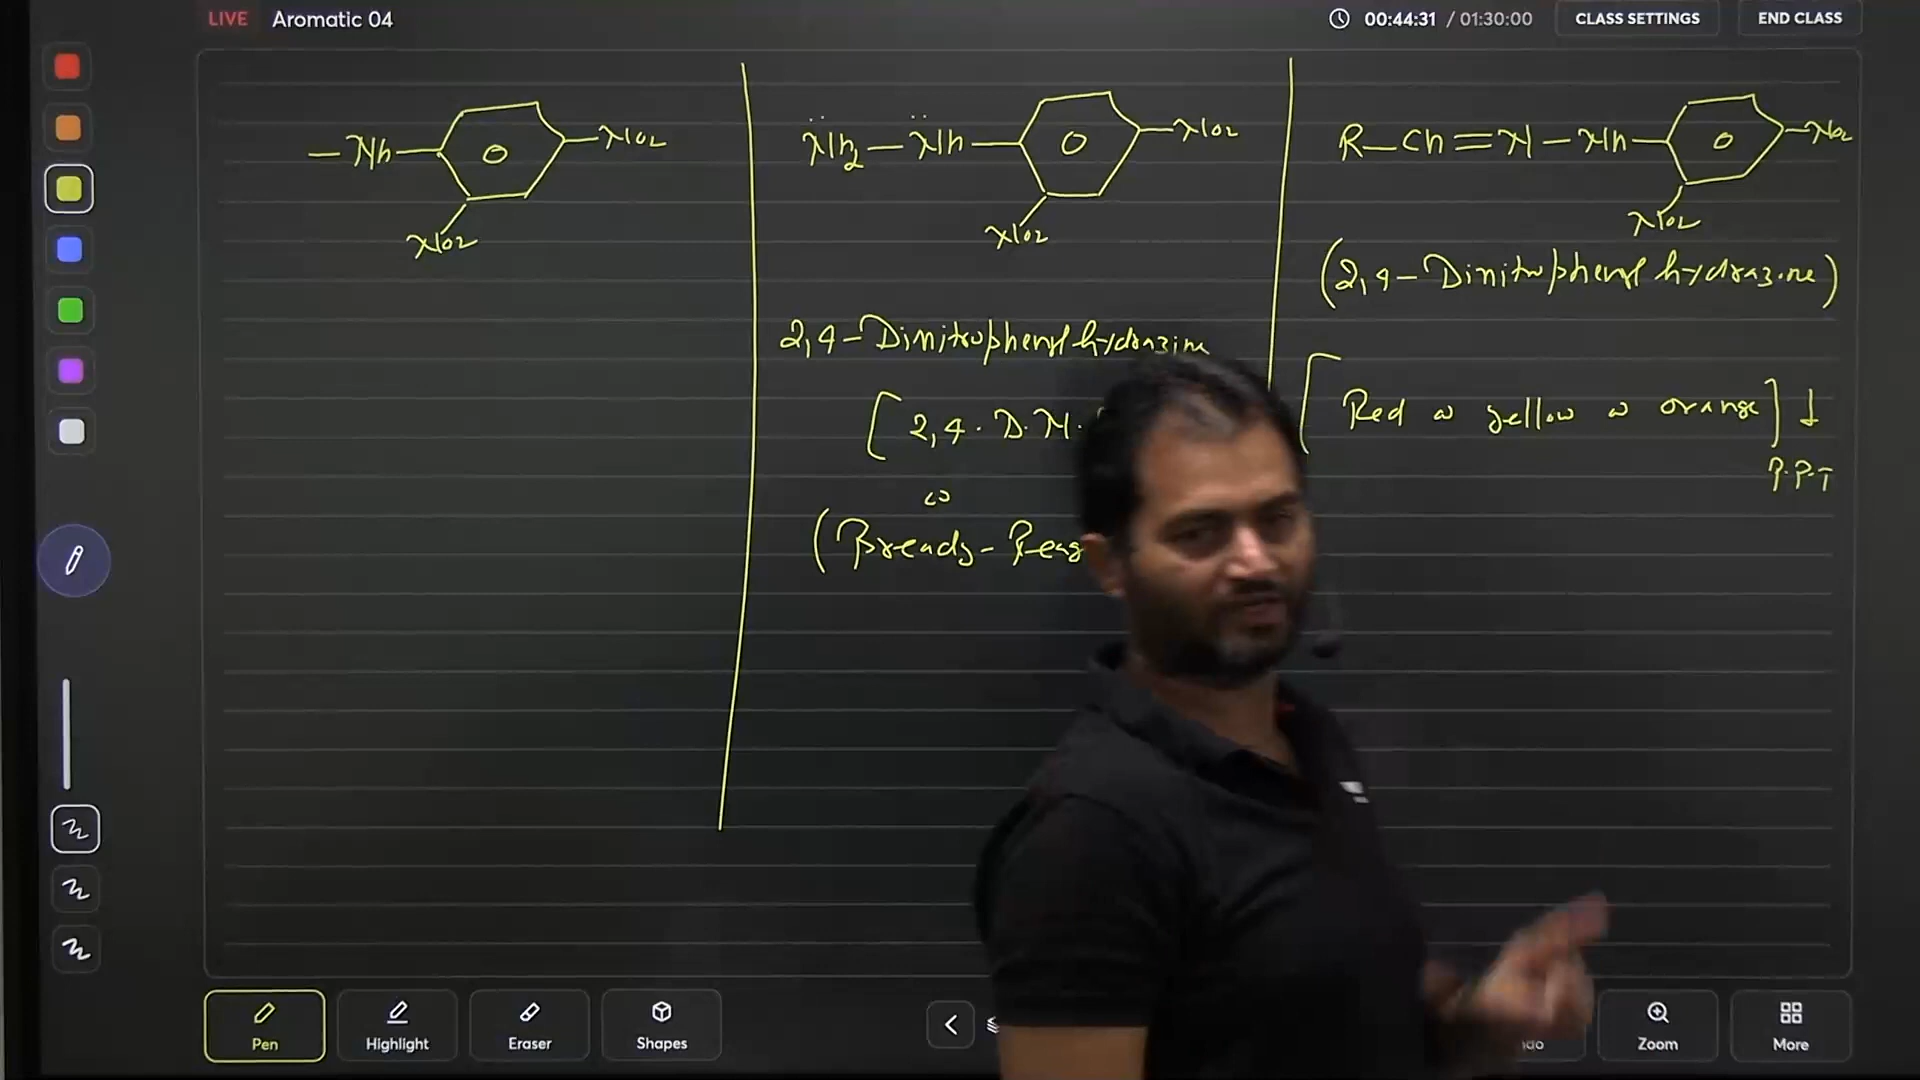 LIVE Aromatic 04
00:44:31 / 01:30:00 CLASS SETTINGS END CLASS
— Nh — NO2
NO2
NH2 — Nh — NO2
NO2
2,4-Dinitrophenyl hydrazine
[2,4.D.N.
or
(Bready-Reag
R—Ch=N—Nh — NO2
NO2
(2,4-Dinitrophenyl hydrazine)
[Red or yellow or orange] ↓
P.P.T
Pen Highlight Eraser Shapes
Zoom More